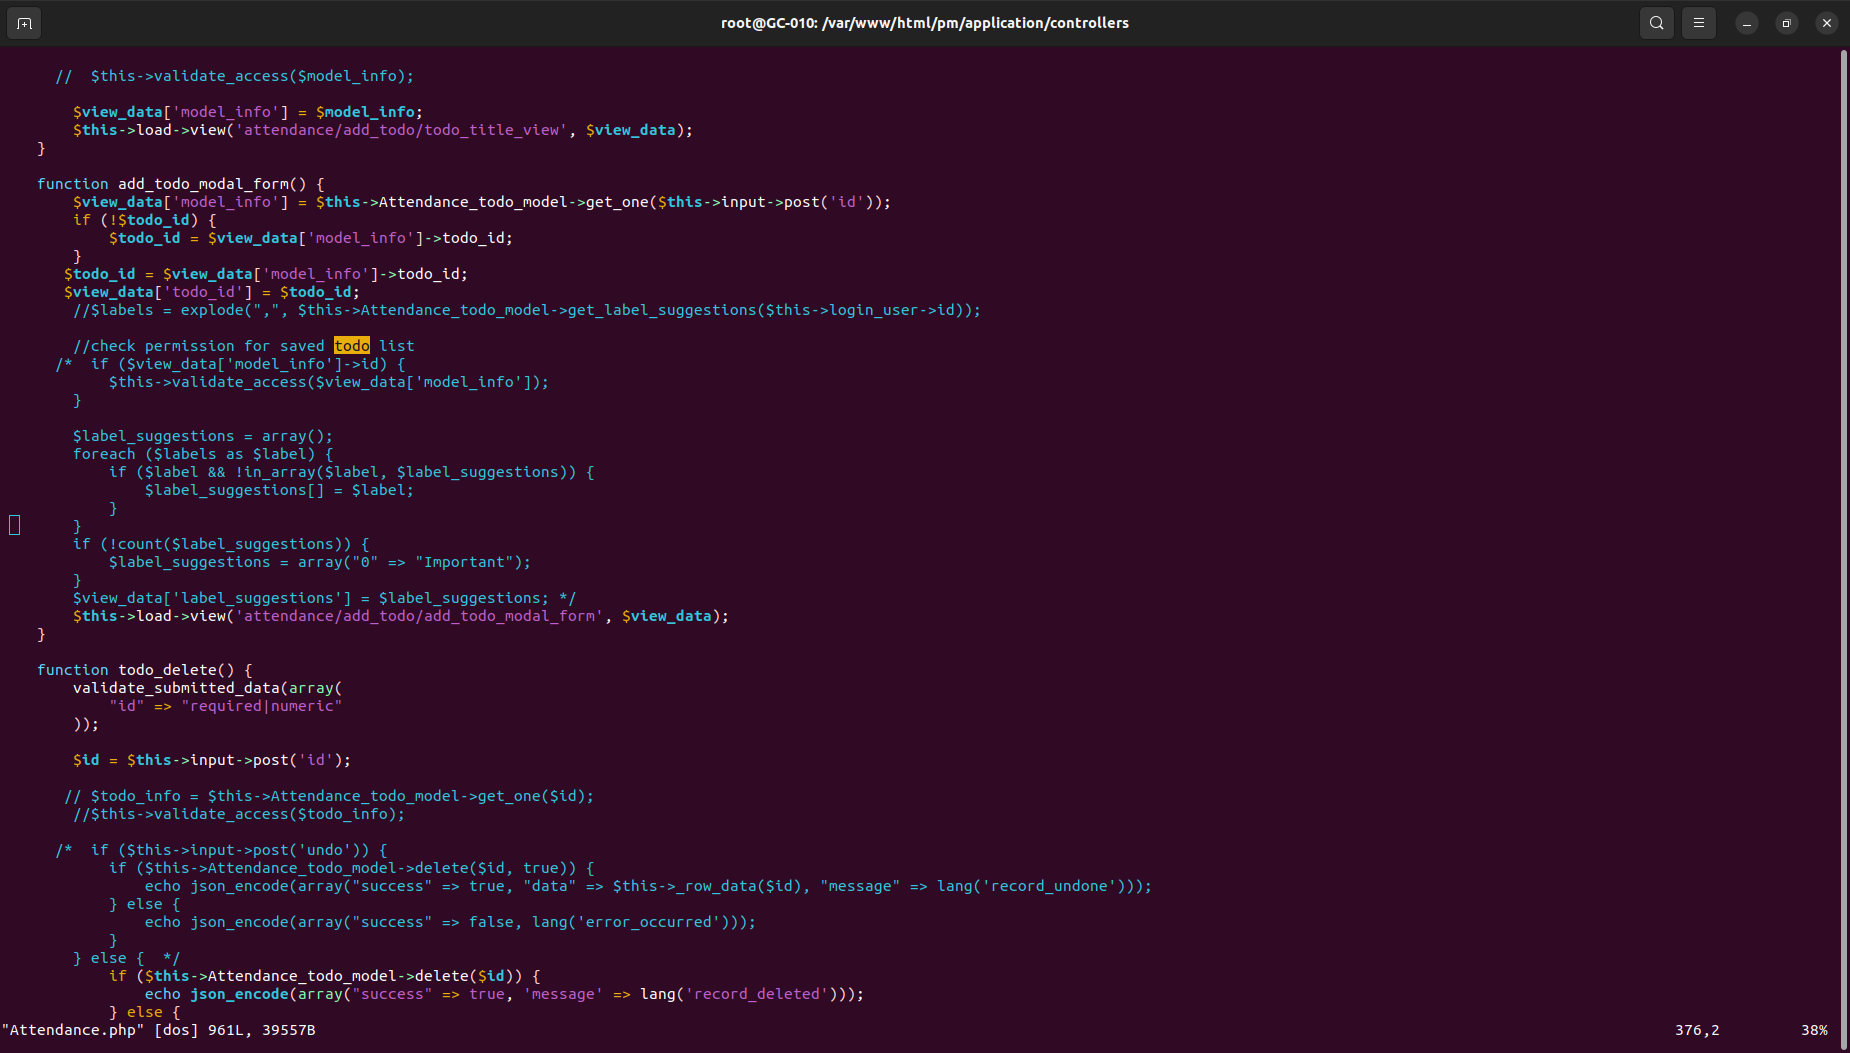 root@GC-010: /var/www/html/pm/application/controllers
//  $this->validate_access($model_info);
$view_data['model_info'] = $model_info;
$this->load->view('attendance/add_todo/todo_title_view', $view_data);
}
function add_todo_modal_form() {
$view_data['model_info'] = $this->Attendance_todo_model->get_one($this->input->post('id'));
if (!$todo_id) {
$todo_id = $view_data['model_info']->todo_id;
}
$todo_id = $view_data['model_info']->todo_id;
$view_data['todo_id'] = $todo_id;
//$labels = explode(",", $this->Attendance_todo_model->get_label_suggestions($this->login_user->id));
//check permission for saved todo list
/*  if ($view_data['model_info']->id) {
$this->validate_access($view_data['model_info']);
}
$label_suggestions = array();
foreach ($labels as $label) {
if ($label && !in_array($label, $label_suggestions)) {
$label_suggestions[] = $label;
}
}
if (!count($label_suggestions)) {
$label_suggestions = array("0" => "Important");
}
$view_data['label_suggestions'] = $label_suggestions; */
$this->load->view('attendance/add_todo/add_todo_modal_form', $view_data);
}
function todo_delete() {
validate_submitted_data(array(
"id" => "required|numeric"
));
$id = $this->input->post('id');
// $todo_info = $this->Attendance_todo_model->get_one($id);
//$this->validate_access($todo_info);
/*  if ($this->input->post('undo')) {
if ($this->Attendance_todo_model->delete($id, true)) {
echo json_encode(array("success" => true, "data" => $this->_row_data($id), "message" => lang('record_undone')));
} else {
echo json_encode(array("success" => false, lang('error_occurred')));
}
} else {  */
if ($this->Attendance_todo_model->delete($id)) {
echo json_encode(array("success" => true, 'message' => lang('record_deleted')));
} else {
"Attendance.php" [dos] 961L, 39557B 376,2 38%